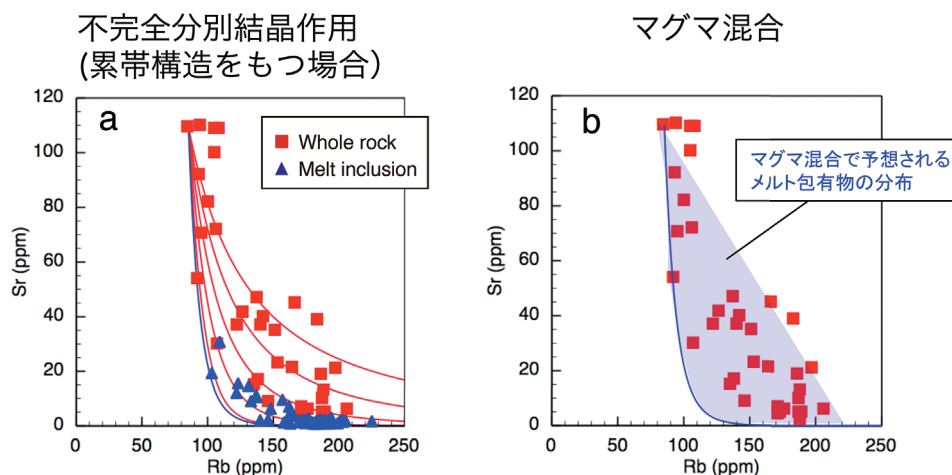 不完全分別結晶作用
(累帯構造をもつ場合）
マグマ混合
a
Whole rock
Melt inclusion
120
100
80
60
40
20
0
Sr (ppm)
0
50
100
150
200
250
Rb (ppm)
b
マグマ混合で予想される
メルト包有物の分布
120
100
80
60
40
20
0
Sr (ppm)
0
50
100
150
200
250
Rb (ppm)